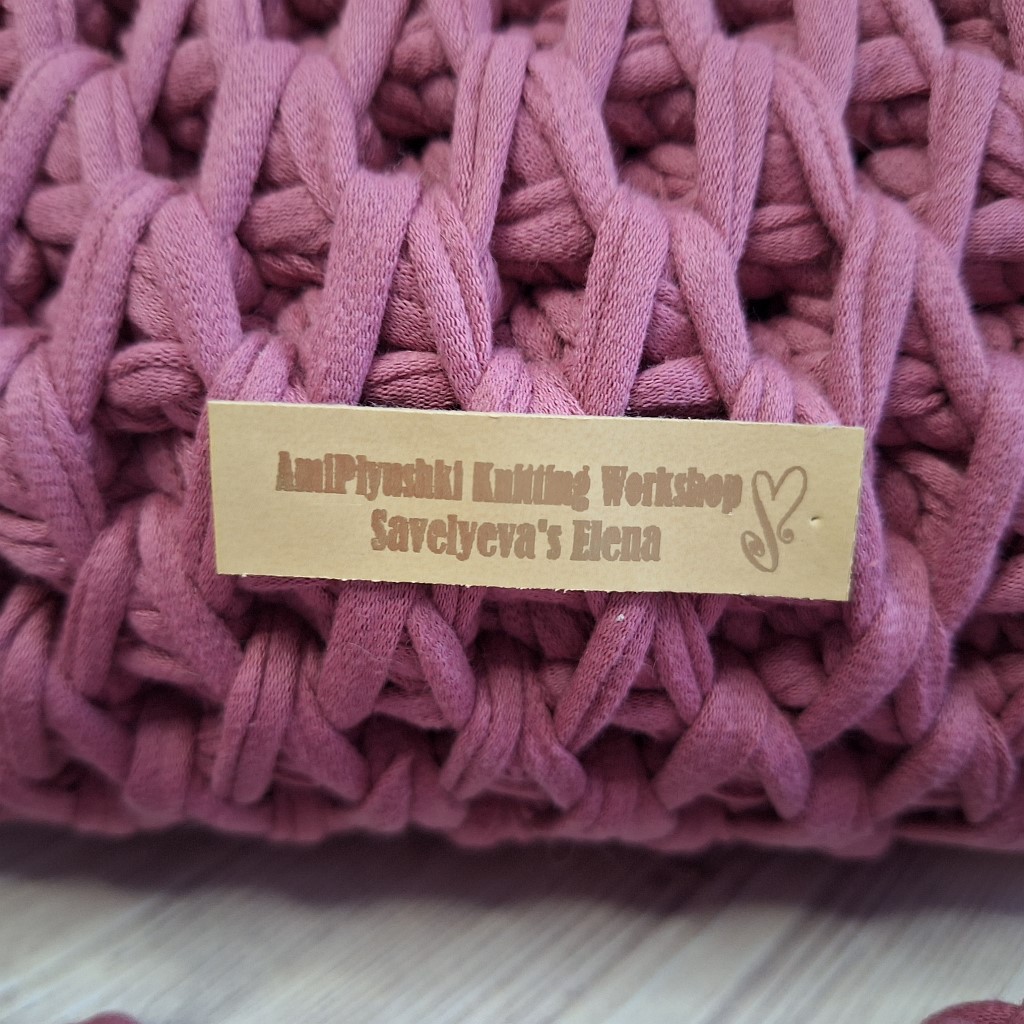 AmiPlyushki Knitting Workshop
Savelyeva's Elena